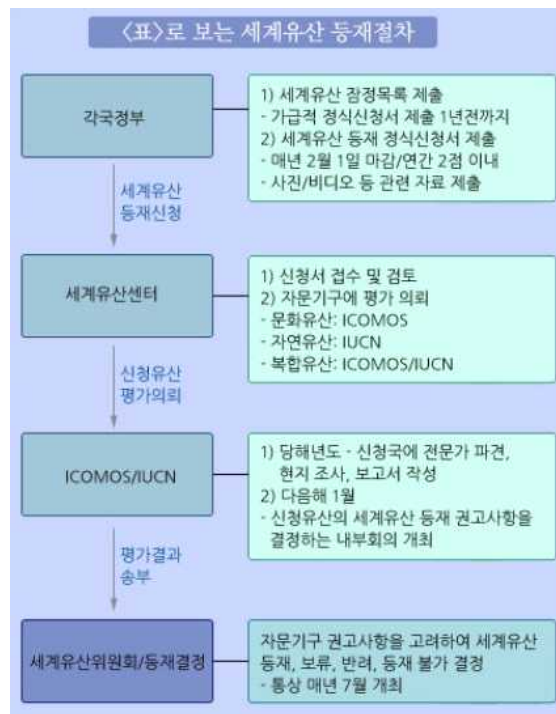 <표>로 보는 세계유산 등재절차
각국정부
1) 세계유산 잠정목록 제출
- 가급적 정식신청서 제출 1년전까지
2) 세계유산 등재 정식신청서 제출
- 매년 2월 1일 마감/연간 2점 이내
- 사진/비디오 등 관련 자료 제출
세계유산
등재신청
세계유산센터
1) 신청서 접수 및 검토
2) 자문기구에 평가 의뢰
- 문화유산: ICOMOS
- 자연유산: IUCN
- 복합유산: ICOMOS/IUCN
신청유산
평가의뢰
ICOMOS/IUCN
1) 당해년도 - 신청국에 전문가 파견,
현지 조사, 보고서 작성
2) 다음해 1월
- 신청유산의 세계유산 등재 권고사항을
결정하는 내부회의 개최
평가결과
송부
세계유산위원회/등재결정
자문기구 권고사항을 고려하여 세계유산
등재, 보류, 반려, 등재 불가 결정
- 통상 매년 7월 개최